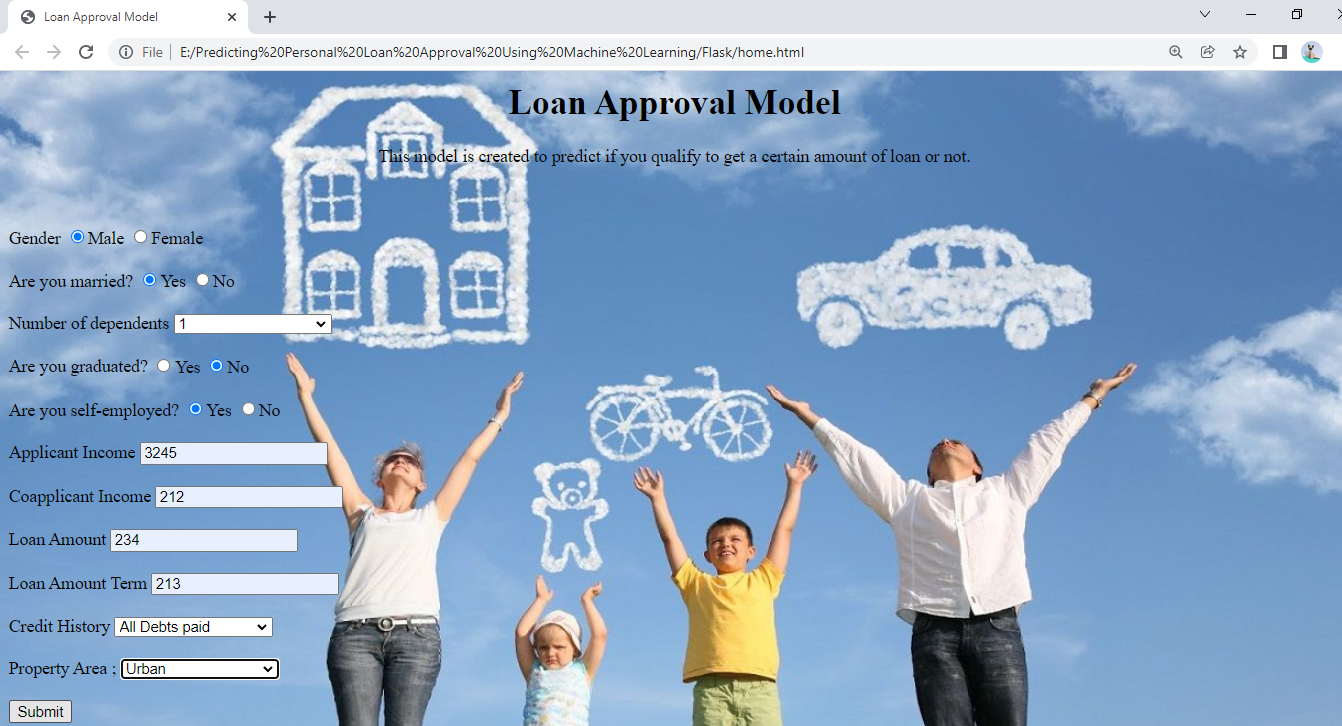 Loan Approval Model
File E:/Predicting%20Personal%20Loan%20Approval%20Using%20Machine%20Learning/Flask/home.html
Loan Approval Model
This model is created to predict if you qualify to get a certain amount of loan or not.
Gender Male Female
Are you married? Yes No
Number of dependents 1
Are you graduated? Yes No
Are you self-employed? Yes No
Applicant Income 3245
Coapplicant Income 212
Loan Amount 234
Loan Amount Term 213
Credit History All Debts paid
Property Area ; Urban
Submit